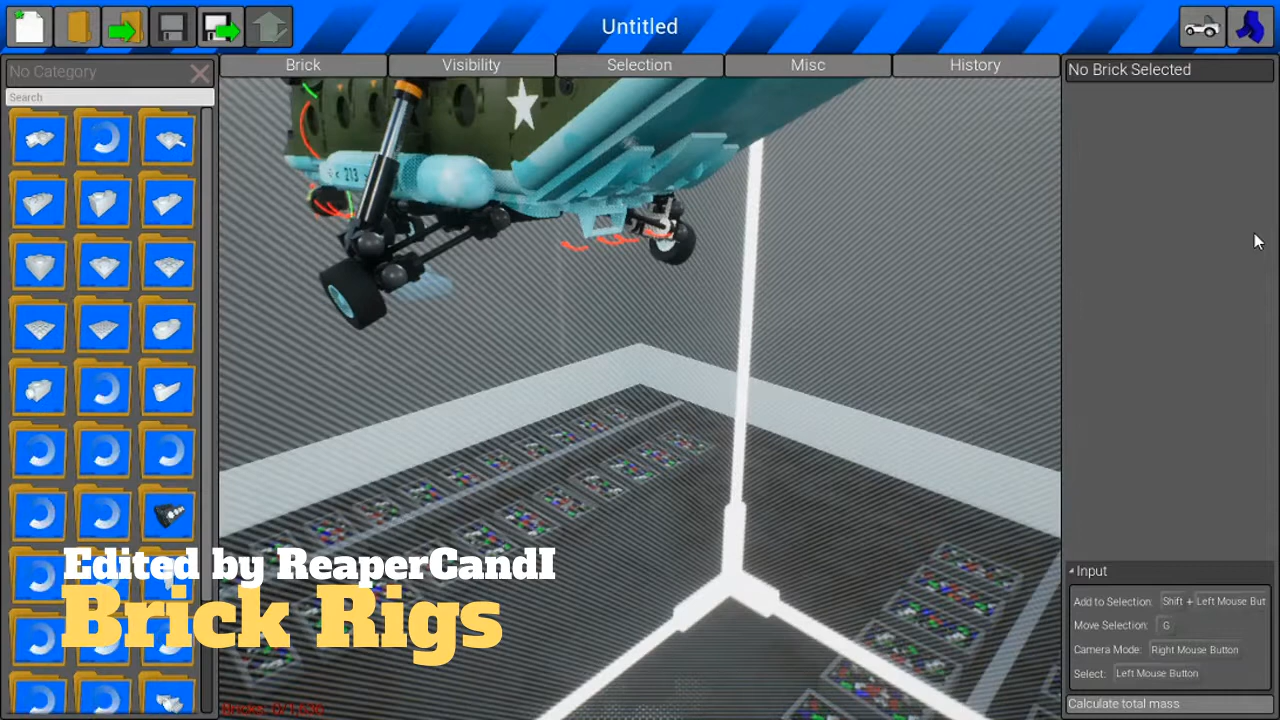 Untitled
No Category
Search
Brick
Visibility
Selection
Misc
History
No Brick Selected
213
Edited by ReaperCandI
Brick Rigs
Input
Add to Selection: Shift + Left Mouse But
Move Selection: G
Camera Mode: Right Mouse Button
Select: Left Mouse Button
Calculate total mass